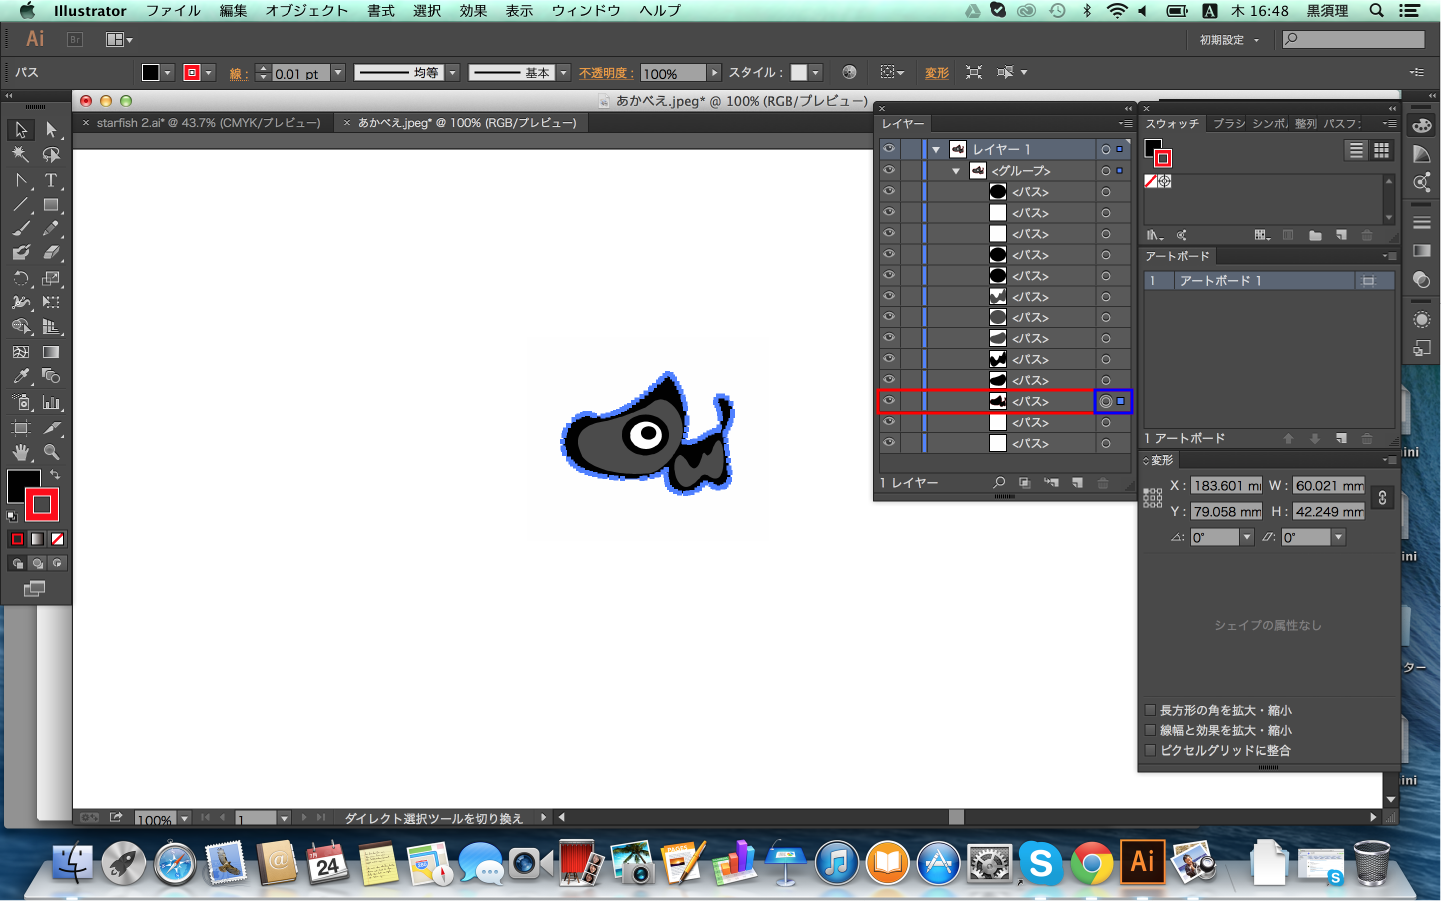 Illustrator ファイル 編集 オブジェクト 書式 選択 効果 表示 ウィンドウ ヘルプ
A 木 16:48 黒須理
Ai Br
初期設定
パス
線 : 0.01 pt 均等 基本 不透明度 : 100% スタイル : 変形
あかべえ.jpeg* @ 100% (RGB/プレビュー)
× starfish 2.ai* @ 43.7% (CMYK/プレビュー)
× あかべえ.jpeg* @ 100% (RGB/プレビュー)
レイヤー
レイヤー 1
<グループ>
<パス>
<パス>
<パス>
<パス>
<パス>
<パス>
<パス>
<パス>
<パス>
<パス>
<パス>
<パス>
<パス>
1 レイヤー
スウォッチ ブラシ シンボル 整列 パスフ:
アートボード
1 アートボード 1
1 アートボード
変形
X : 183.601 mm W : 60.021 mm
Y : 79.058 mm H : 42.249 mm
0° 0°
シェイプの属性なし
長方形の角を拡大・縮小
線幅と効果を拡大・縮小
ピクセルグリッドに整合
ini
ini
ター
ini
T
100% 1 ダイレクト選択ツールを切り換え
24
PAGES
280
S
Ai
S